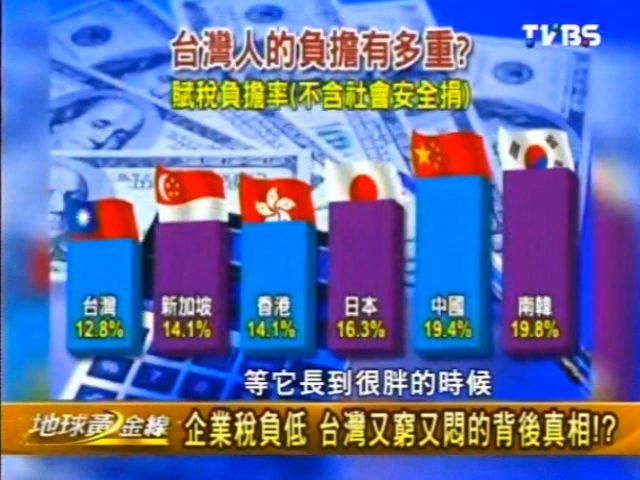 TVBS
台灣人的負擔有多重?
賦稅負擔率(不含社會安全捐)
台灣
12.8%
新加坡
14.1%
香港
14.1%
日本
16.3%
中國
19.4%
南韓
19.8%
等它長到很胖的時候
地球黃金線
企業稅負低 台灣又窮又悶的背後真相!?